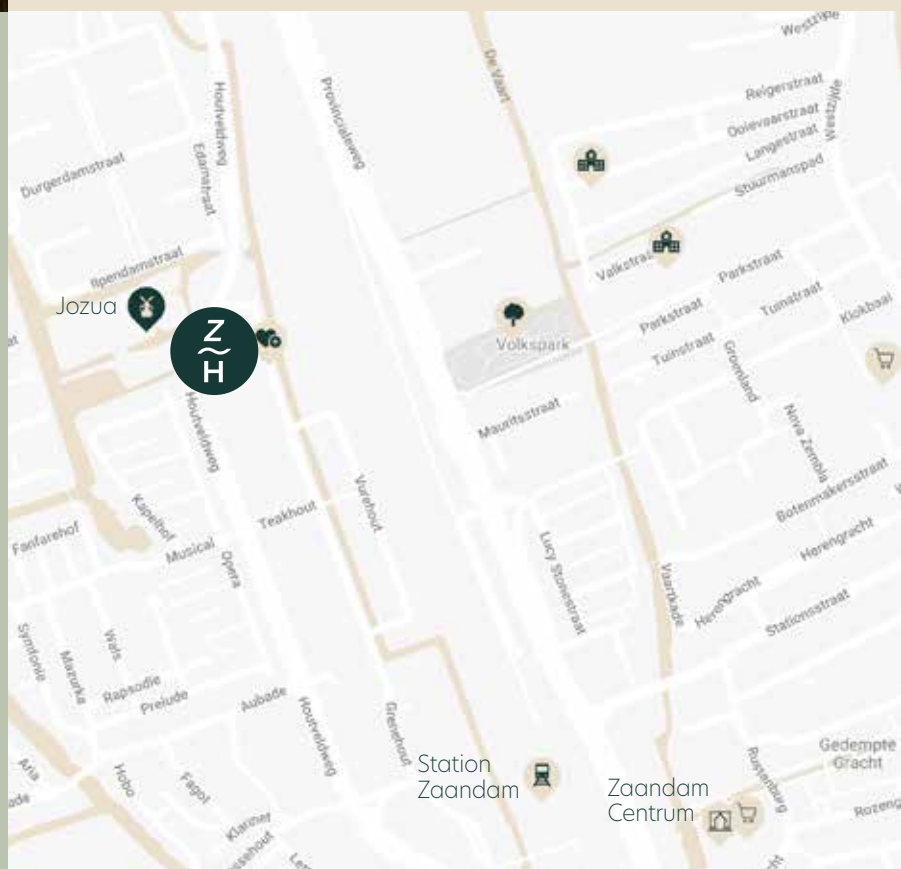 Westzijde
De Vaart
Provincialeweg
Houtveldweg
Edamstraat
Reigerstraat
Ooievaarstraat
Langestraat
Stuurmanspad
Westzijde
Durgerdamstraat
Ilpendamstraat
Jozua
Z
H
Valkstraat
Parkstraat
Volkspark
Parkstraat
Tuinstraat
Tuinstraat
Klokbaai
Groenland
Nova Zembla
Mauritsstraat
Houtveldweg
Vurehout
Teakhout
Kapelhof
Musical
Opera
Fanfarehof
Botenmakersstraat
Herengracht
Herengracht
Stationsstraat
Vaartkade
Lucy Stonestraat
Symfonie
Mazurka
Wals
Rapsodie
Prelude
Aubade
Houtveldweg
Grenehout
Aria
Hobo
Fagot
Klarinet
Station
Zaandam
Zaandam
Centrum
Russenburg
Gedempte
Gracht